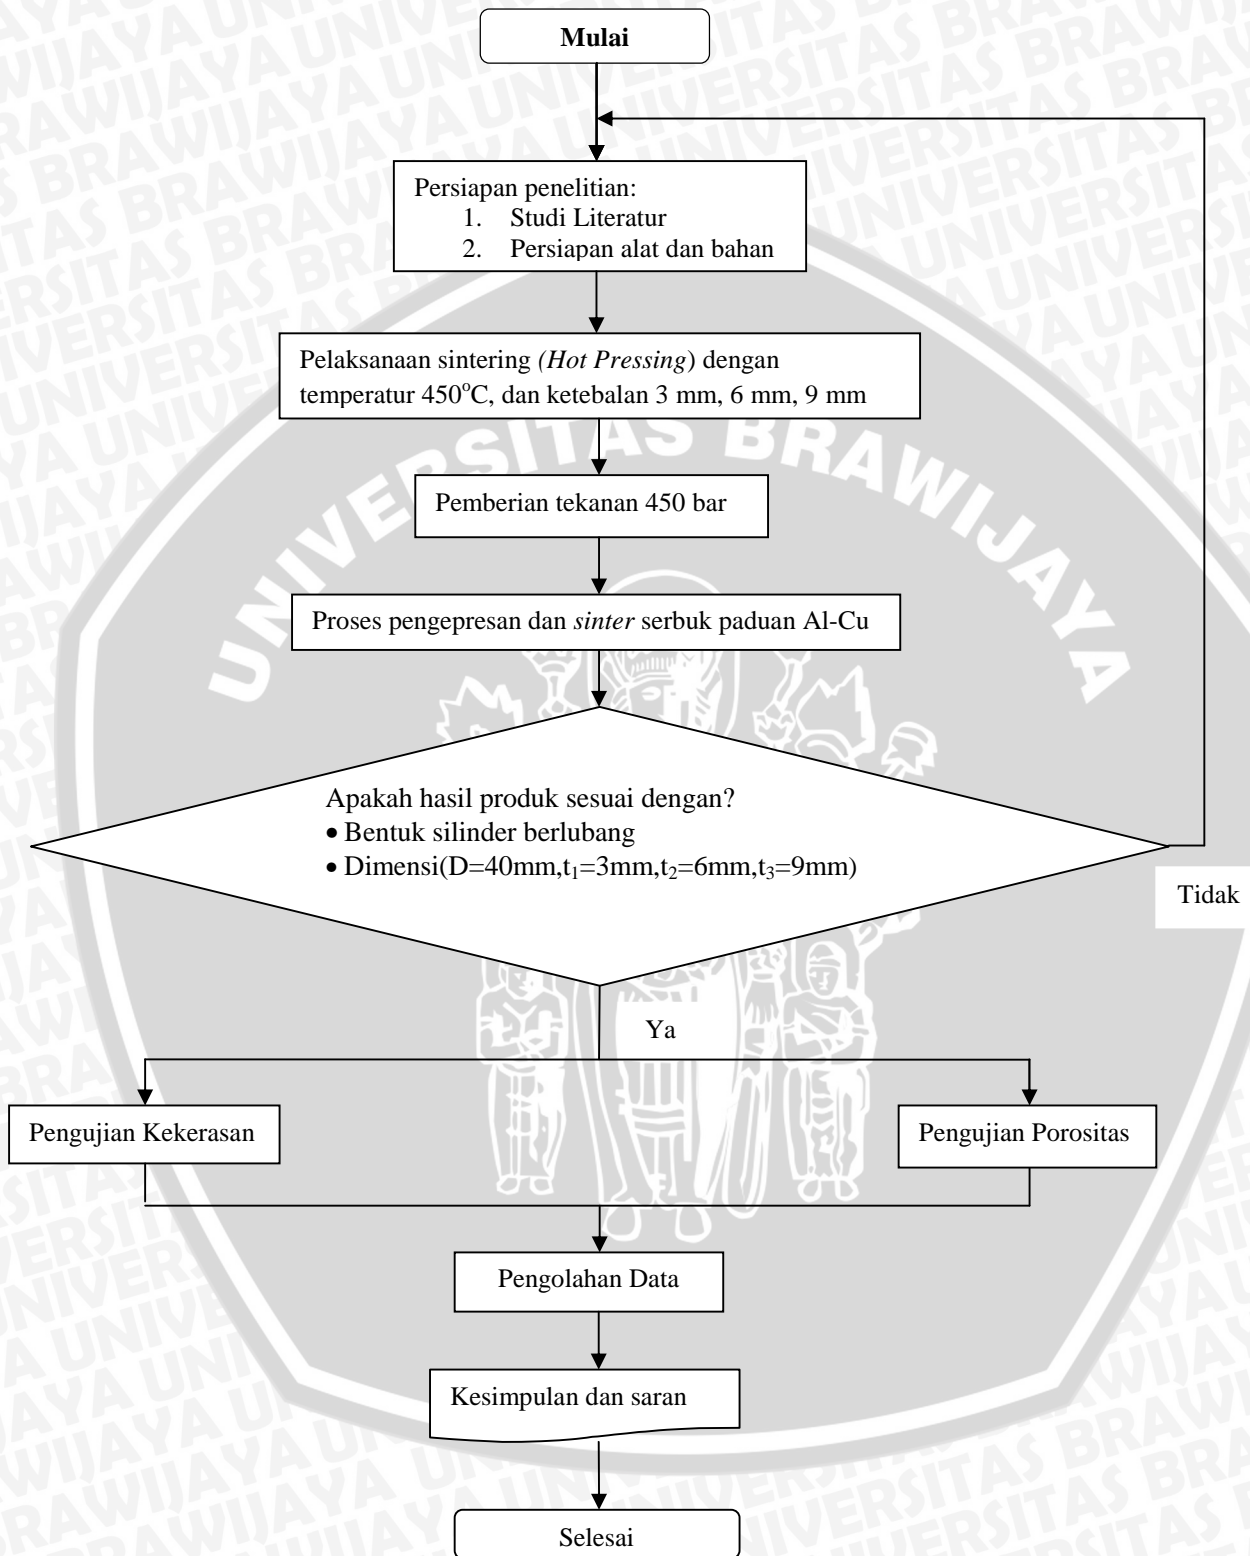 Mulai
Persiapan penelitian:
1. Studi Literatur
2. Persiapan alat dan bahan
Pelaksanaan sintering (Hot Pressing) dengan
temperatur 450°C, dan ketebalan 3 mm, 6 mm, 9 mm
UNIVERSITAS BRAWIJAYA
Pemberian tekanan 450 bar
Proses pengepresan dan sinter serbuk paduan Al-Cu
Apakah hasil produk sesuai dengan?
• Bentuk silinder berlubang
• Dimensi(D=40mm,t₁=3mm,t₂=6mm,t₃=9mm)
Tidak
Ya
Pengujian Kekerasan
Pengujian Porositas
Pengolahan Data
Kesimpulan dan saran
Selesai